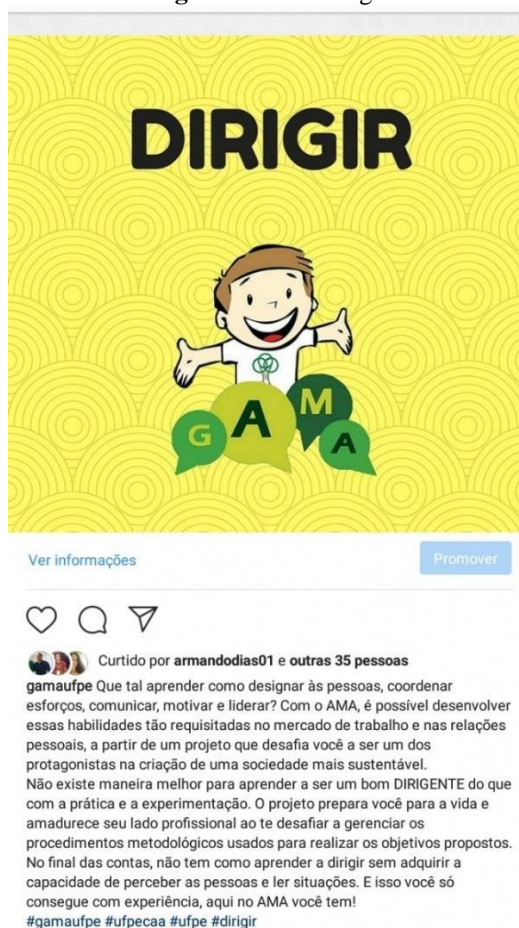 DIRIGIR
G A M A
Ver informações
Promover
Curtido por armandodias01 e outras 35 pessoas
gamaufpe Que tal aprender como designar às pessoas, coordenar
esforços, comunicar, motivar e liderar? Com o AMA, é possível desenvolver
essas habilidades tão requisitadas no mercado de trabalho e nas relações
pessoais, a partir de um projeto que desafia você a ser um dos
protagonistas na criação de uma sociedade mais sustentável.
Não existe maneira melhor para aprender a ser um bom DIRIGENTE do que
com a prática e a experimentação. O projeto prepara você para a vida e
amadurece seu lado profissional ao te desafiar a gerenciar os
procedimentos metodológicos usados para realizar os objetivos propostos.
No final das contas, não tem como aprender a dirigir sem adquirir a
capacidade de perceber as pessoas e ler situações. E isso você só
consegue com experiência, aqui no AMA você tem!
#gamaufpe #ufpecaa #ufpe #dirigir